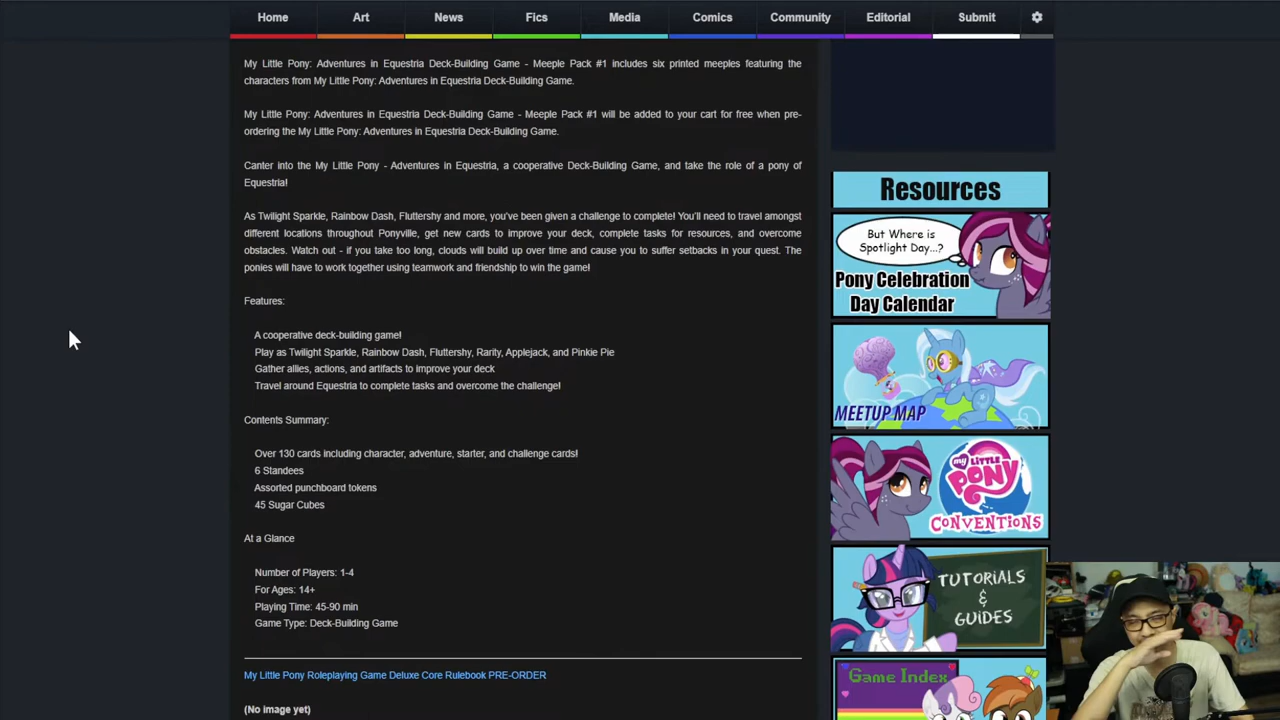 Home Art News Fics Media Comics Community Editorial Submit
My Little Pony: Adventures in Equestria Deck-Building Game - Meeple Pack #1 includes six printed meeples featuring the
characters from My Little Pony: Adventures in Equestria Deck-Building Game.
My Little Pony: Adventures in Equestria Deck-Building Game - Meeple Pack #1 will be added to your cart for free when pre-
ordering the My Little Pony: Adventures in Equestria Deck-Building Game.
Canter into the My Little Pony - Adventures in Equestria, a cooperative Deck-Building Game, and take the role of a pony of
Equestria!
As Twilight Sparkle, Rainbow Dash, Fluttershy and more, you've been given a challenge to complete! You'll need to travel amongst
different locations throughout Ponyville, get new cards to improve your deck, complete tasks for resources, and overcome
obstacles. Watch out - if you take too long, clouds will build up over time and cause you to suffer setbacks in your quest. The
ponies will have to work together using teamwork and friendship to win the game!
Features:
A cooperative deck-building game!
Play as Twilight Sparkle, Rainbow Dash, Fluttershy, Rarity, Applejack, and Pinkie Pie
Gather allies, actions, and artifacts to improve your deck
Travel around Equestria to complete tasks and overcome the challenge!
Contents Summary:
Over 130 cards including character, adventure, starter, and challenge cards!
6 Standees
Assorted punchboard tokens
45 Sugar Cubes
At a Glance
Number of Players: 1-4
For Ages: 14+
Playing Time: 45-90 min
Game Type: Deck-Building Game
My Little Pony Roleplaying Game Deluxe Core Rulebook PRE-ORDER
(No image yet)
Resources
But Where is
Spotlight Day...?
Pony Celebration
Day Calendar
MEETUP MAP
my LITTLE
PONY
CONVENTIONS
TUTORIALS
&
GUIDES
Game Index